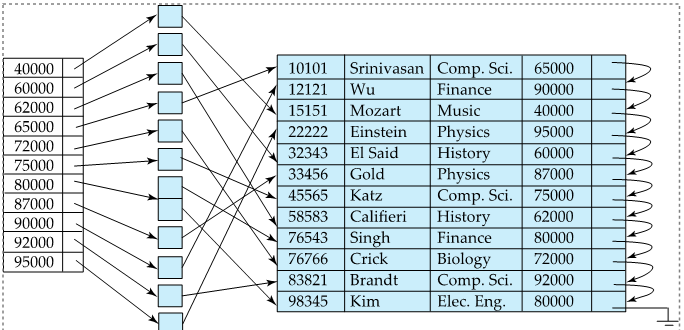 40000
60000
62000
65000
72000
75000
80000
87000
90000
92000
95000
10101 Srinivasan Comp. Sci. 65000
12121 Wu Finance 90000
15151 Mozart Music 40000
22222 Einstein Physics 95000
32343 El Said History 60000
33456 Gold Physics 87000
45565 Katz Comp. Sci. 75000
58583 Califieri History 62000
76543 Singh Finance 80000
76766 Crick Biology 72000
83821 Brandt Comp. Sci. 92000
98345 Kim Elec. Eng. 80000